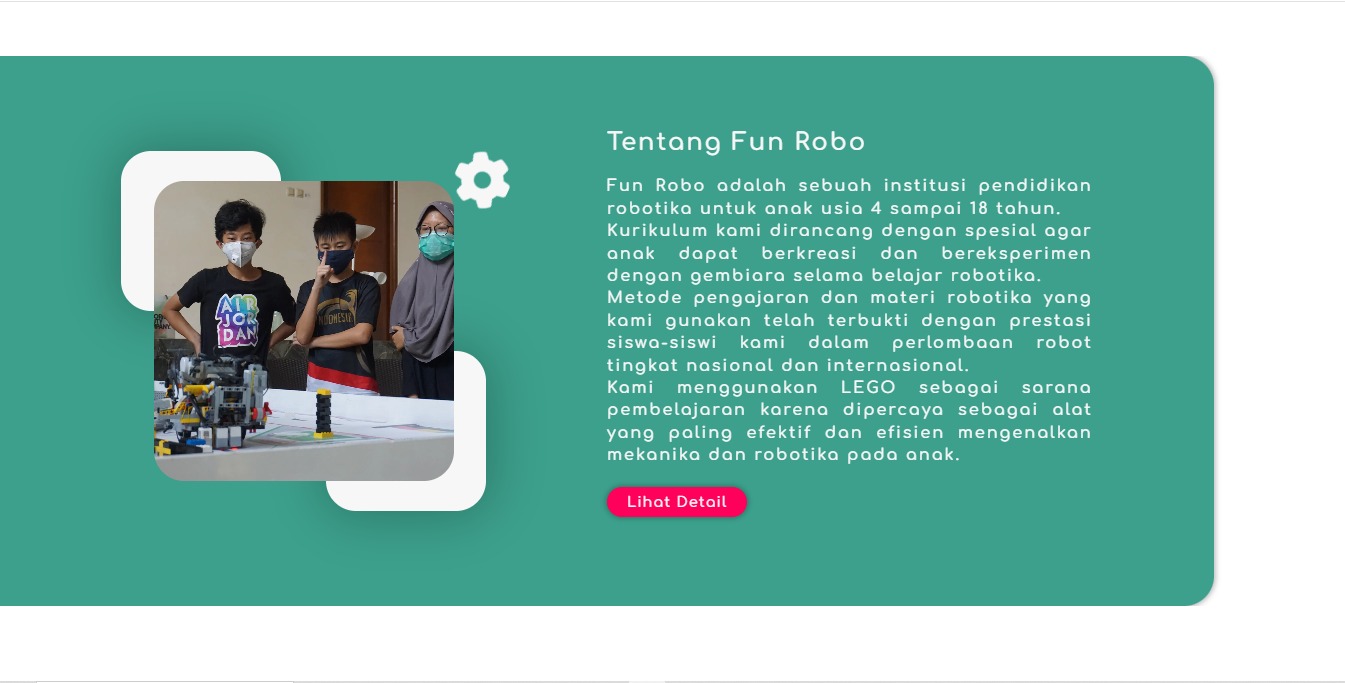 Tentang Fun Robo
Fun Robo adalah sebuah institusi pendidikan
robotika untuk anak usia 4 sampai 18 tahun.
Kurikulum kami dirancang dengan spesial agar
anak dapat berkreasi dan bereksperimen
dengan gembiara selama belajar robotika.
Metode pengajaran dan materi robotika yang
kami gunakan telah terbukti dengan prestasi
siswa-siswi kami dalam perlombaan robot
tingkat nasional dan internasional.
Kami menggunakan LEGO sebagai sarana
pembelajaran karena dipercaya sebagai alat
yang paling efektif dan efisien mengenalkan
mekanika dan robotika pada anak.
Lihat Detail
AIR
JOR
DAN
INDONESIA